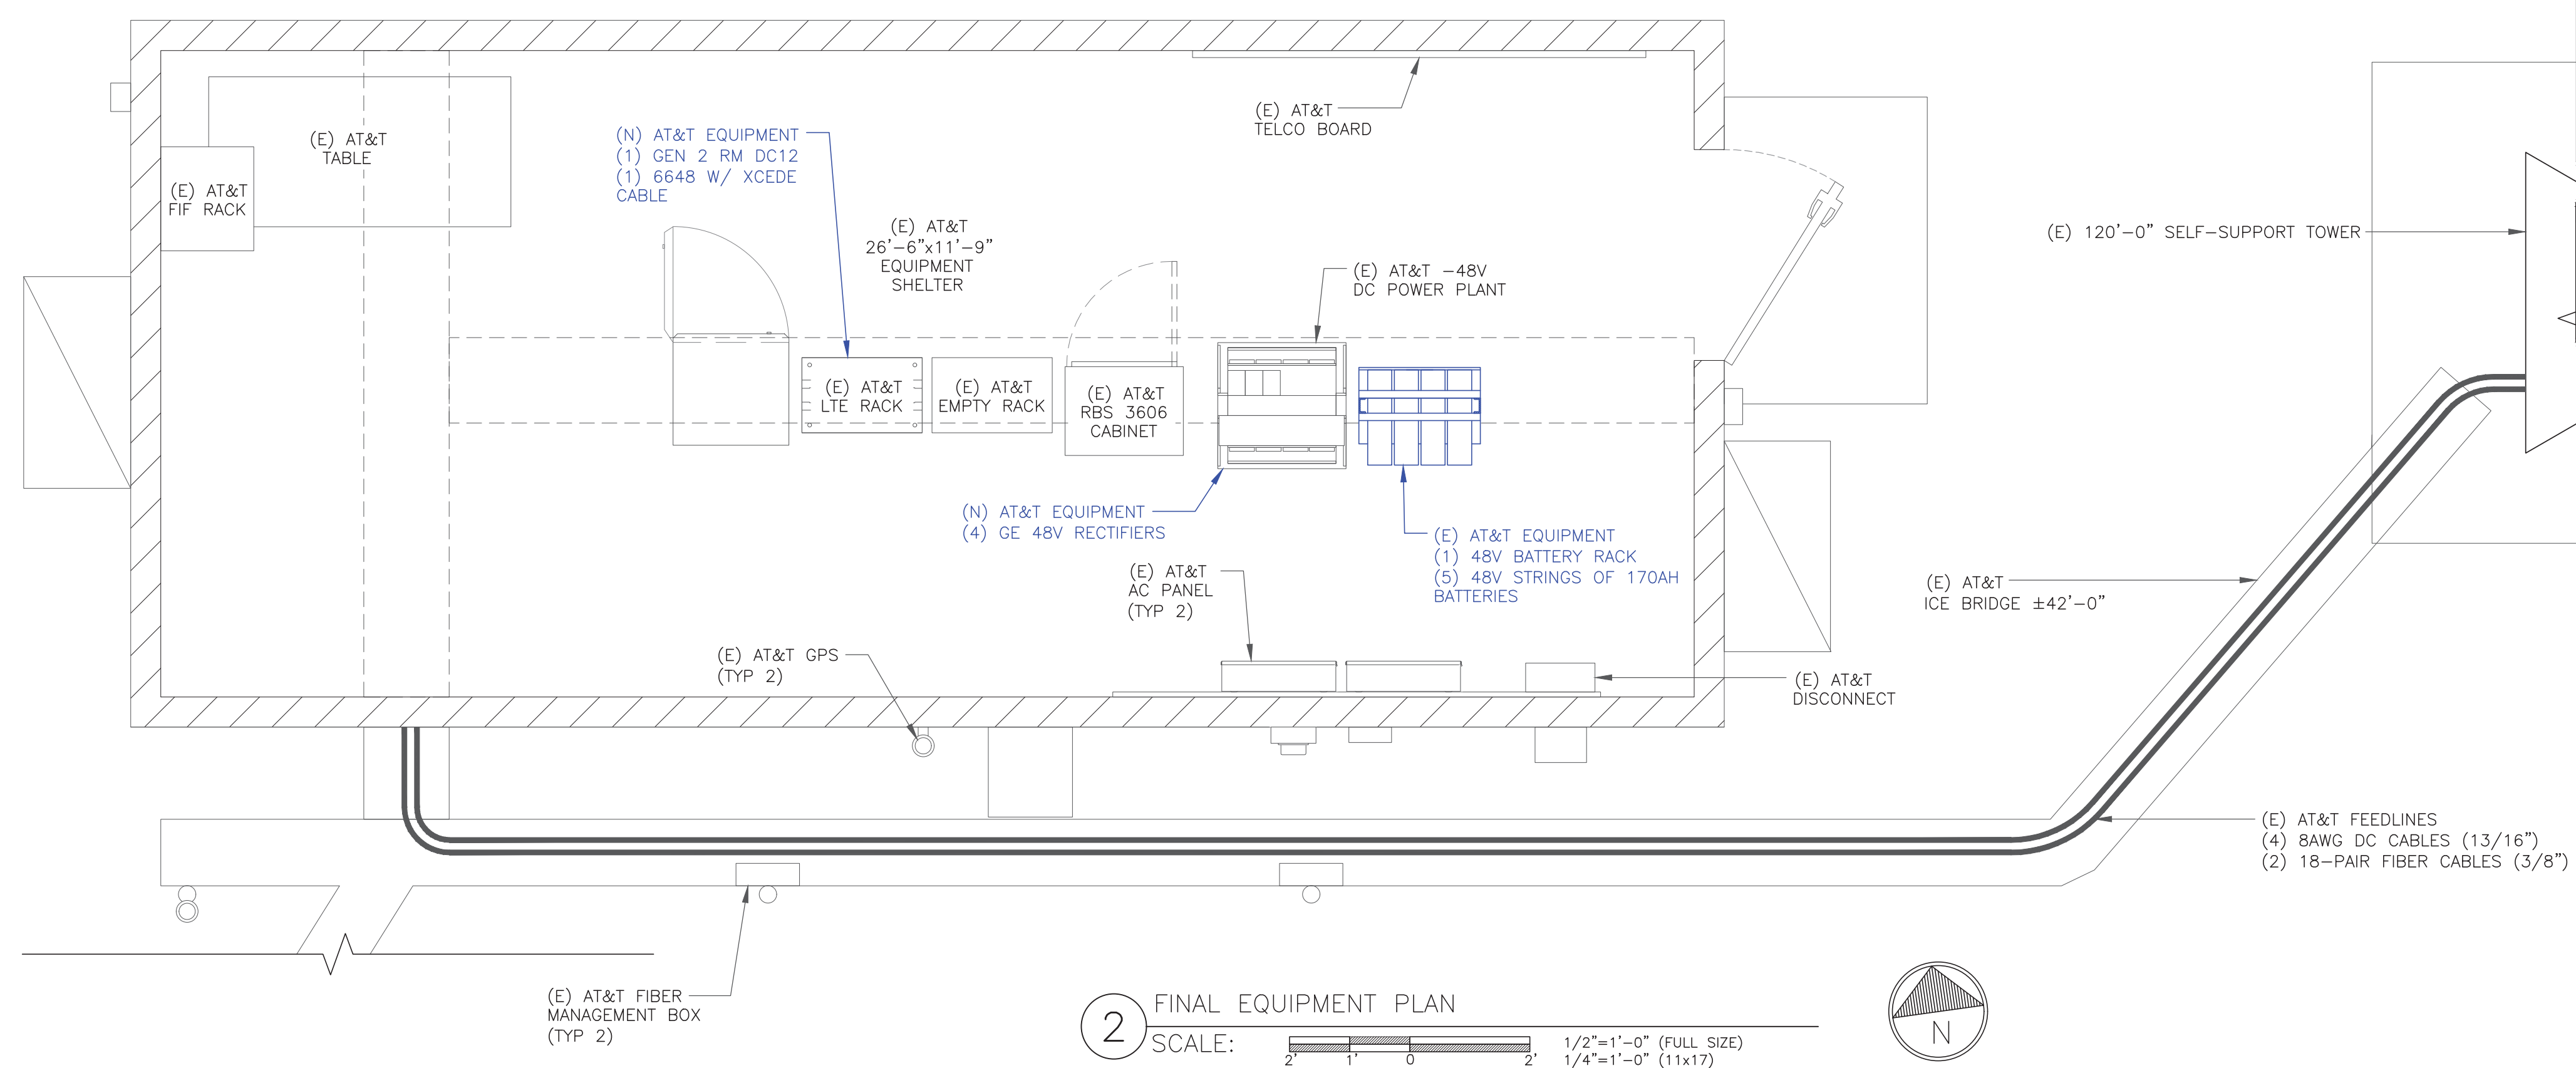 (E) AT&T
TABLE
(E) AT&T
FIF RACK
(N) AT&T EQUIPMENT
(1) GEN 2 RM DC12
(1) 6648 W/ XCEDE
CABLE
(E) AT&T
26'-6"x11'-9"
EQUIPMENT
SHELTER
(E) AT&T
TELCO BOARD
(E) AT&T -48V
DC POWER PLANT
(E) 120'-0" SELF-SUPPORT TOWER
(E) AT&T
LTE RACK
(E) AT&T
EMPTY RACK
(E) AT&T
RBS 3606
CABINET
(N) AT&T EQUIPMENT
(4) GE 48V RECTIFIERS
(E) AT&T EQUIPMENT
(1) 48V BATTERY RACK
(5) 48V STRINGS OF 170AH
BATTERIES
(E) AT&T
AC PANEL
(TYP 2)
(E) AT&T
ICE BRIDGE ±42'-0"
(E) AT&T GPS
(TYP 2)
(E) AT&T
DISCONNECT
(E) AT&T FEEDLINES
(4) 8AWG DC CABLES (13/16")
(2) 18-PAIR FIBER CABLES (3/8")
(E) AT&T FIBER
MANAGEMENT BOX
(TYP 2)
2
FINAL EQUIPMENT PLAN
SCALE:
2' 1' 0 2'
1/2"=1'-0" (FULL SIZE)
1/4"=1'-0" (11x17)
N